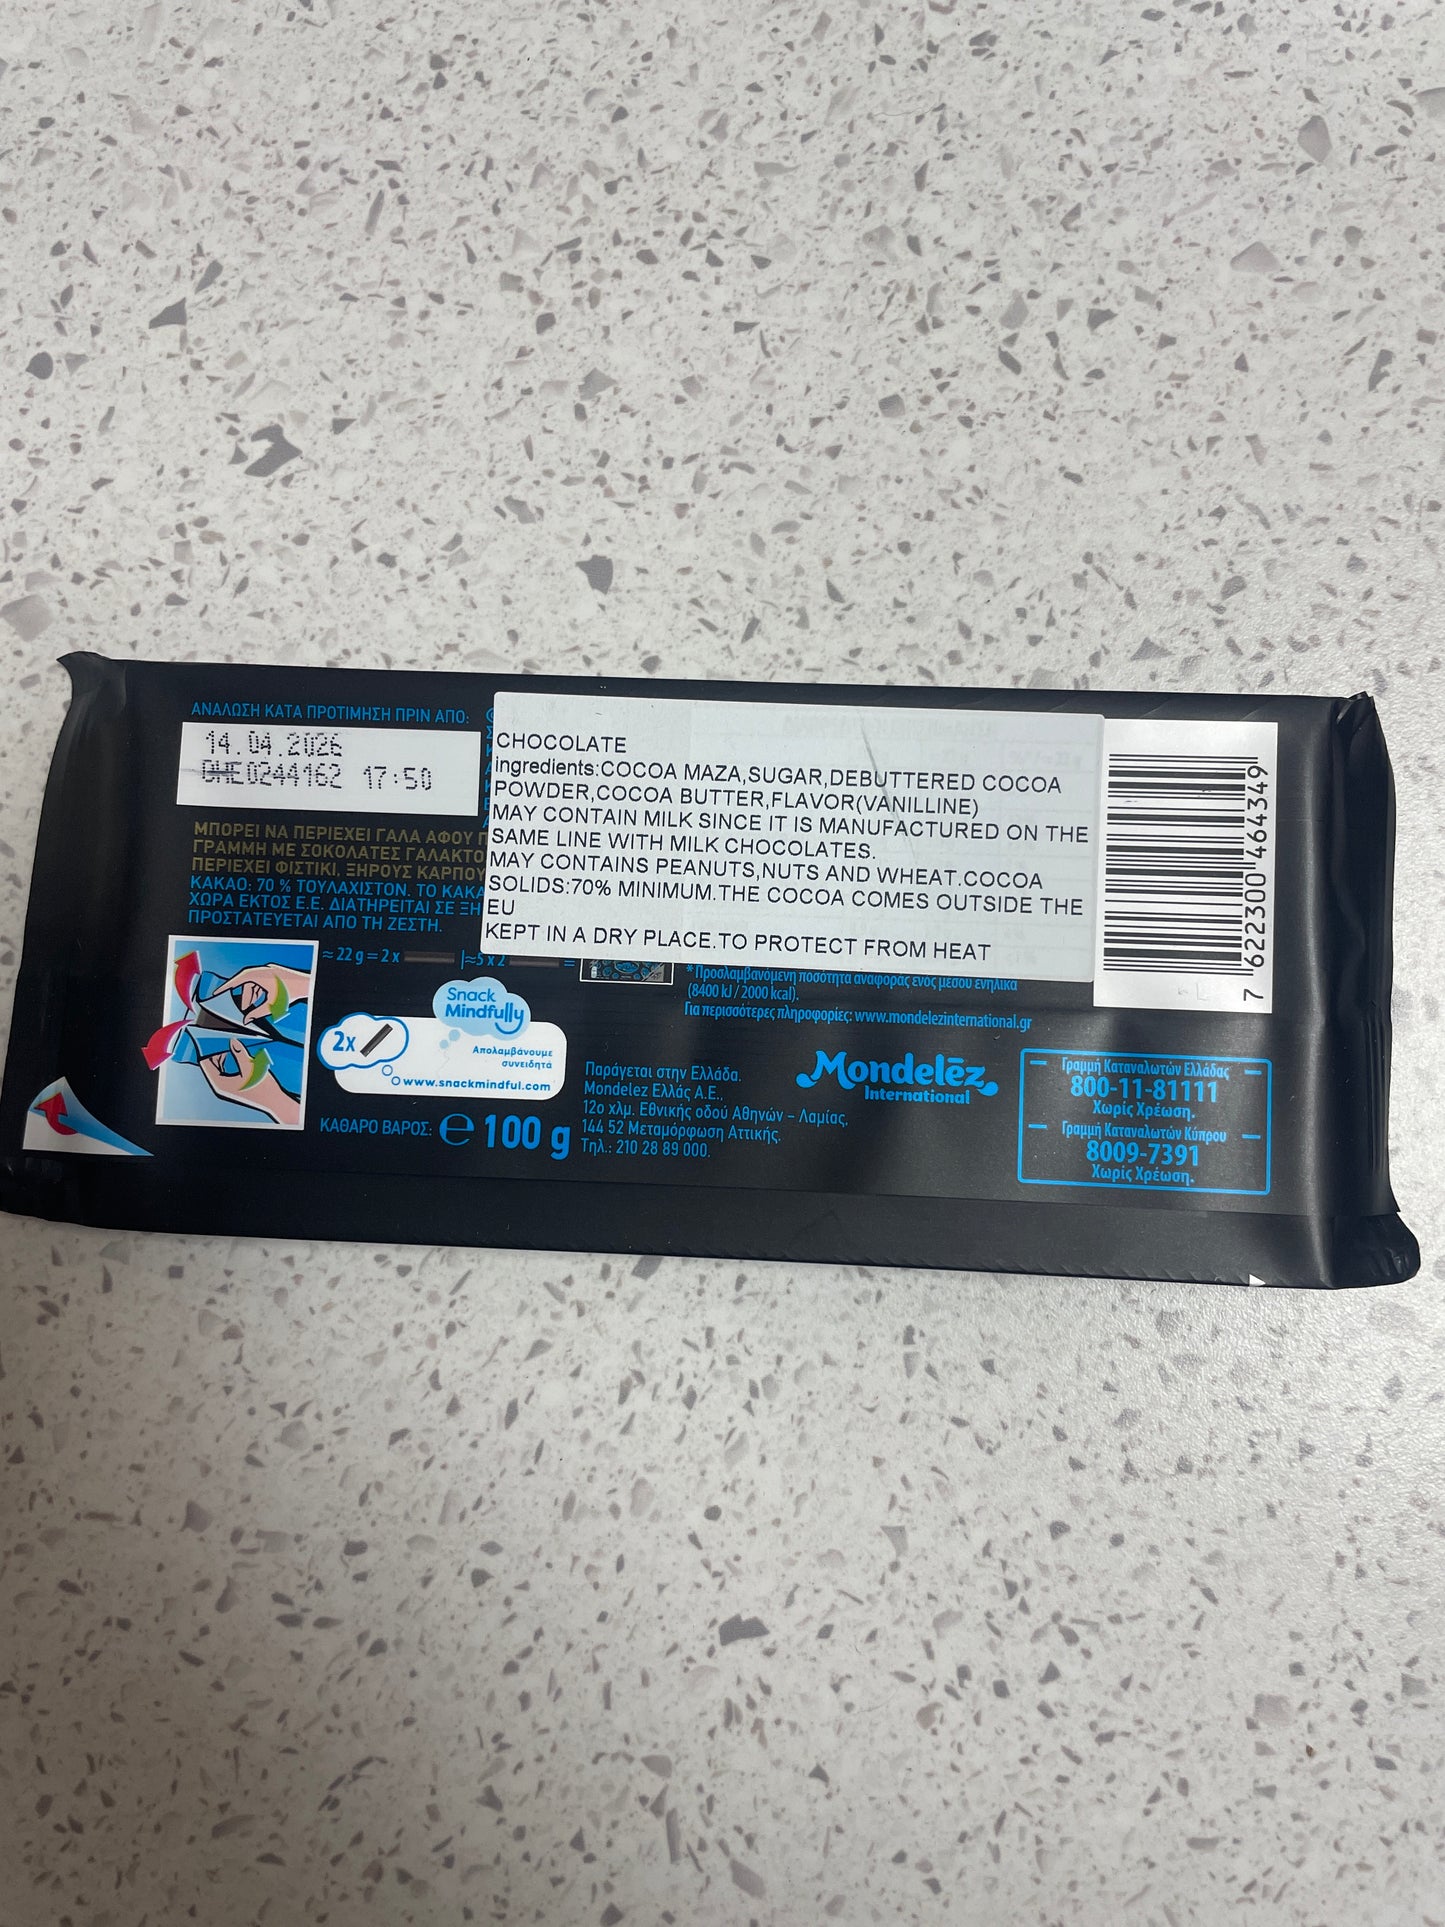 ΑΝΑΛΩΣΗ ΚΑΤΑ ΠΡΟΤΙΜΗΣΗ ΠΡΙΝ ΑΠΟ:
14.04.2026
OHE0244162 17:50
ΜΠΟΡΕΙ ΝΑ ΠΕΡΙΕΧΕΙ ΓΑΛΑ ΑΦΟΥ
ΓΡΑΜΜΗ ΜΕ ΣΟΚΟΛΑΤΕΣ ΓΑΛΑΚΤΟ
ΠΕΡΙΕΧΕΙ ΦΙΣΤΙΚΙ, ΞΗΡΟΥΣ ΚΑΡΠΟΥ
ΚΑΚΑΟ: 70 % ΤΟΥΛΑΧΙΣΤΟΝ. ΤΟ ΚΑΚΑ
ΧΩΡΑ ΕΚΤΟΣ Ε.Ε. ΔΙΑΤΗΡΕΙΤΑΙ ΣΕ ΞΗ
ΠΡΟΣΤΑΤΕΥΕΤΑΙ ΑΠΟ ΤΗ ΖΕΣΤΗ.
CHOCOLATE
ingredients:COCOA MAZA,SUGAR,DEBUTTERED COCOA
POWDER,COCOA BUTTER,FLAVOR(VANILLINE)
MAY CONTAIN MILK SINCE IT IS MANUFACTURED ON THE
SAME LINE WITH MILK CHOCOLATES.
MAY CONTAINS PEANUTS,NUTS AND WHEAT.COCOA
SOLIDS:70% MINIMUM.THE COCOA COMES OUTSIDE THE
EU
KEPT IN A DRY PLACE.TO PROTECT FROM HEAT
7 622300 464349
≈ 22 g = 2 x |≈5 x 2 =
*Προσλαμβανόμενη ποσότητα αναφοράς ενός μέσου ενήλικα
(8400 kJ / 2000 kcal).
Για περισσότερες πληροφορίες: www.mondelezinternational.gr
Snack
Mindfully
2x
Απολαμβάνουμε
συνειδητά
www.snackmindful.com
ΚΑΘΑΡΟ ΒΑΡΟΣ: ℮ 100 g
Παράγεται στην Ελλάδα.
Mondelez Ελλάς Α.Ε.,
12ο χλμ. Εθνικής οδού Αθηνών – Λαμίας,
144 52 Μεταμόρφωση Αττικής.
Τηλ.: 210 28 89 000.
Mondelēz
International
Γραμμή Καταναλωτών Ελλάδας
800-11-81111
Χωρίς Χρέωση.
Γραμμή Καταναλωτών Κύπρου
8009-7391
Χωρίς Χρέωση.